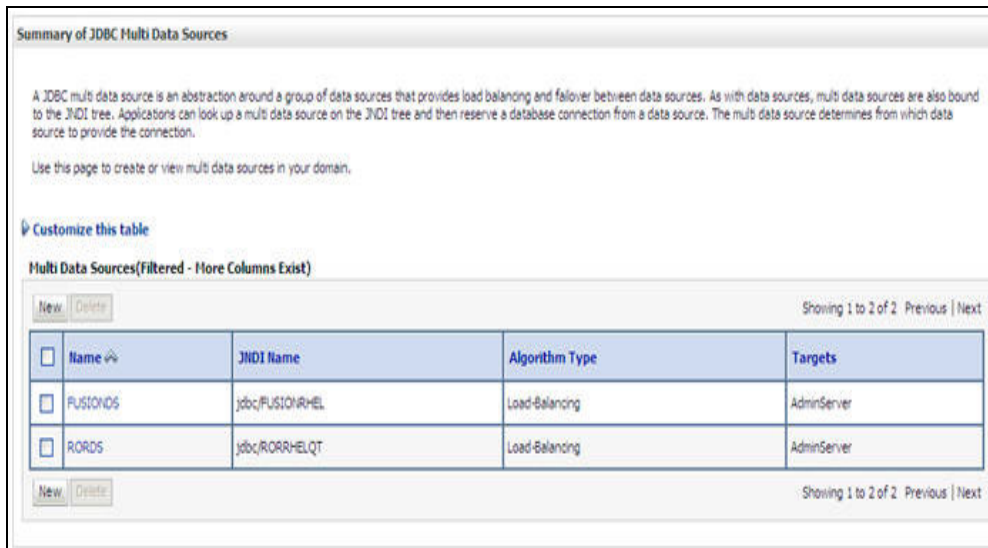 Summary of JDBC Multi Data Sources
A JDBC multi data source is an abstraction around a group of data sources that provides load balancing and failover between data sources. As with data sources, multi data sources are also bound
to the JNDI tree. Applications can look up a multi data source on the JNDI tree and then reserve a database connection from a data source. The multi data source determines from which data
source to provide the connection.
Use this page to create or view multi data sources in your domain.
Customize this table
Multi Data Sources(Filtered - More Columns Exist)
New Delete Showing 1 to 2 of 2 Previous | Next
Name JNDI Name Algorithm Type Targets
FUSIONDS jdbc/FUSIONRHEL Load-Balancing AdminServer
RORDS jdbc/RORRHELQT Load-Balancing AdminServer
New Delete Showing 1 to 2 of 2 Previous | Next